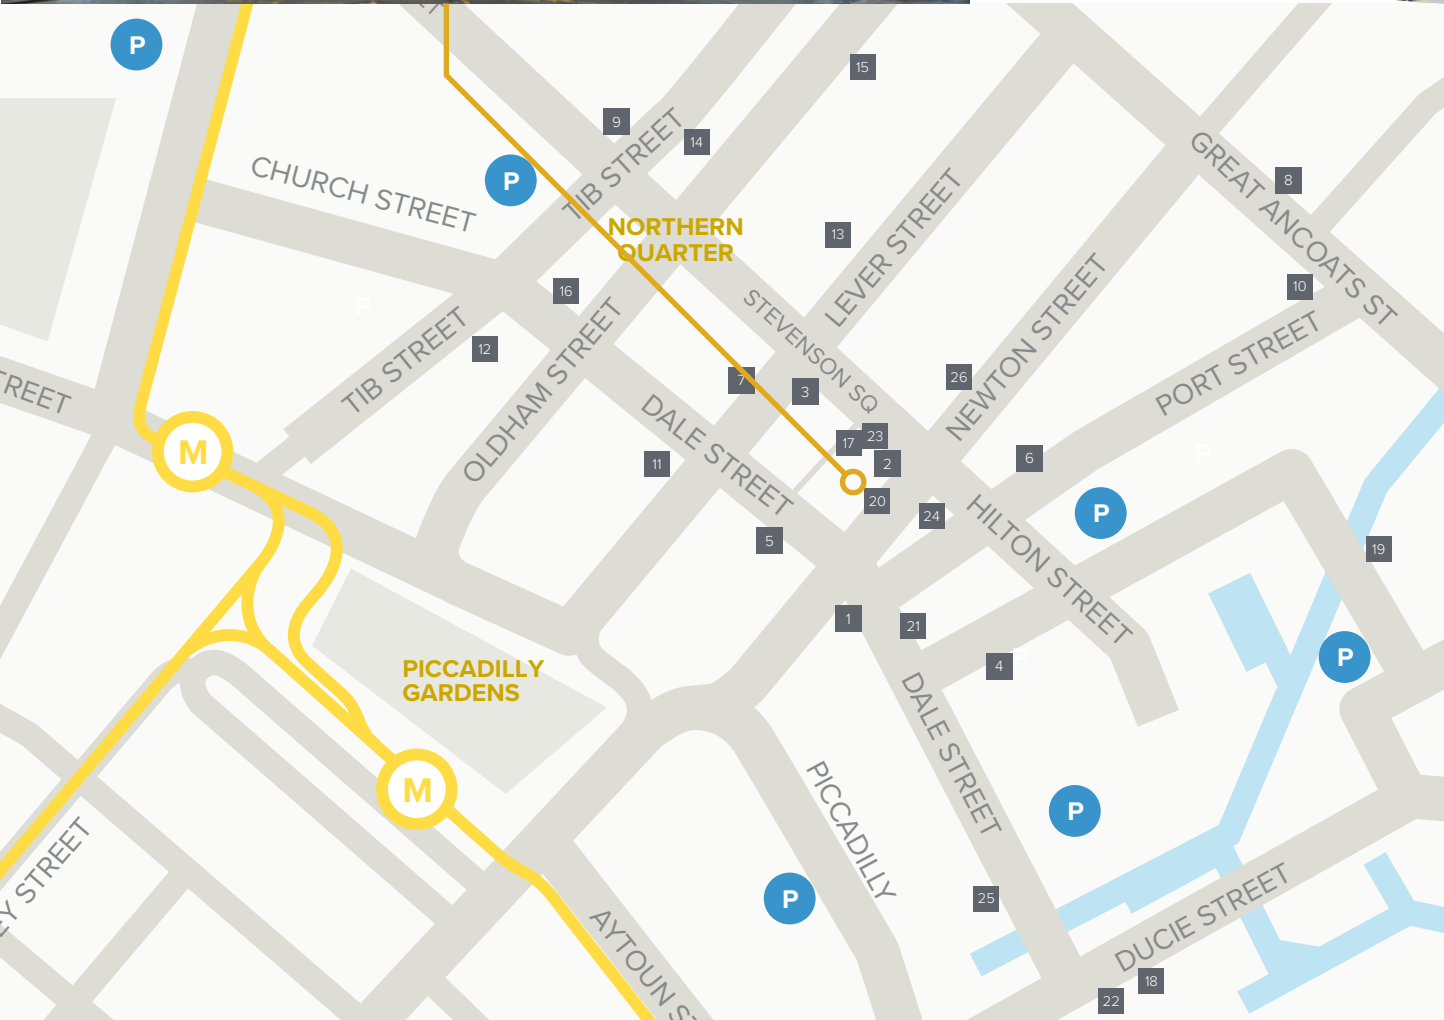 P
15
9
14
TIB STREET
CHURCH STREET
P
GREAT ANCOATS ST
8
NORTHERN
QUARTER
13
LEVER STREET
16
10
P
STEVENSON SQ
NEWTON STREET
PORT STREET
12
TIB STREET
OLDHAM STREET
7
3
26
TREET
DALE STREET
17
23
M
11
2
6
P
20
24
P
HILTON STREET
5
19
1
21
4
P
P
PICCADILLY
GARDENS
DALE STREET
M
PICCADILLY
P
EY STREET
P
25
AYTOUN ST
DUCIE STREET
18
22